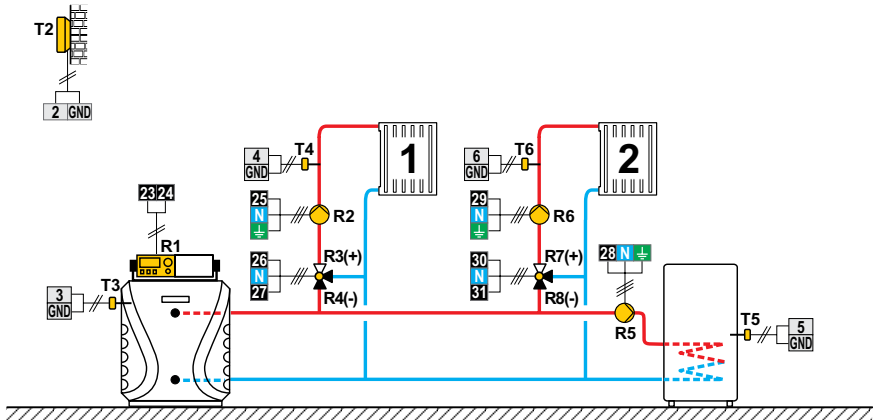 T2
2 GND
4
GND
T4
1
6
GND
T6
2
23 24
R1
25
N
R2
29
N
R6
26
N
27
R3(+)
R4(-)
30
N
31
R7(+)
R8(-)
28 N
R5
3
GND
T3
T5
5
GND